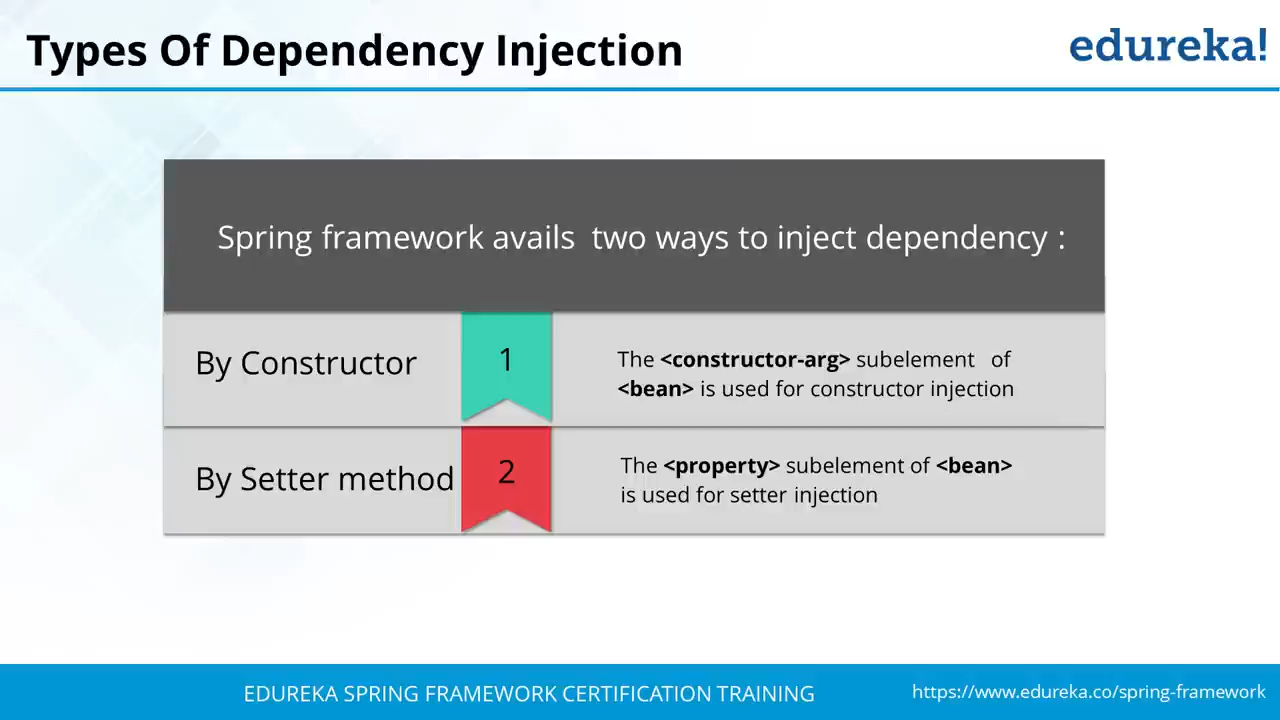 Types Of Dependency Injection
edureka!
Spring framework avails two ways to inject dependency :
By Constructor
1
The <constructor-arg> subelement of
<bean> is used for constructor injection
By Setter method
2
The <property> subelement of <bean>
is used for setter injection
EDUREKA SPRING FRAMEWORK CERTIFICATION TRAINING
https://www.edureka.co/spring-framework